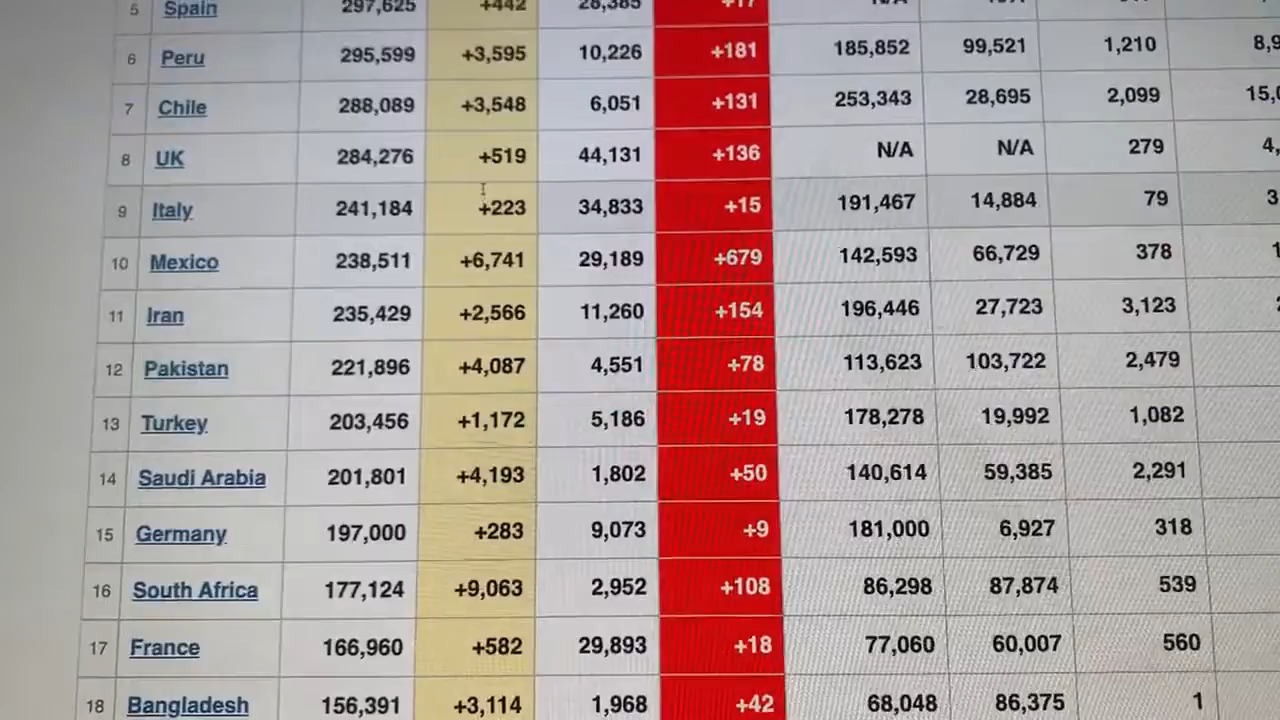 5 Spain 297,625 +442 28,385 +17
6 Peru 295,599 +3,595 10,226 +181 185,852 99,521 1,210
7 Chile 288,089 +3,548 6,051 +131 253,343 28,695 2,099
8 UK 284,276 +519 44,131 +136 N/A N/A 279
9 Italy 241,184 +223 34,833 +15 191,467 14,884 79
10 Mexico 238,511 +6,741 29,189 +679 142,593 66,729 378
11 Iran 235,429 +2,566 11,260 +154 196,446 27,723 3,123
12 Pakistan 221,896 +4,087 4,551 +78 113,623 103,722 2,479
13 Turkey 203,456 +1,172 5,186 +19 178,278 19,992 1,082
14 Saudi Arabia 201,801 +4,193 1,802 +50 140,614 59,385 2,291
15 Germany 197,000 +283 9,073 +9 181,000 6,927 318
16 South Africa 177,124 +9,063 2,952 +108 86,298 87,874 539
17 France 166,960 +582 29,893 +18 77,060 60,007 560
18 Bangladesh 156,391 +3,114 1,968 +42 68,048 86,375 1